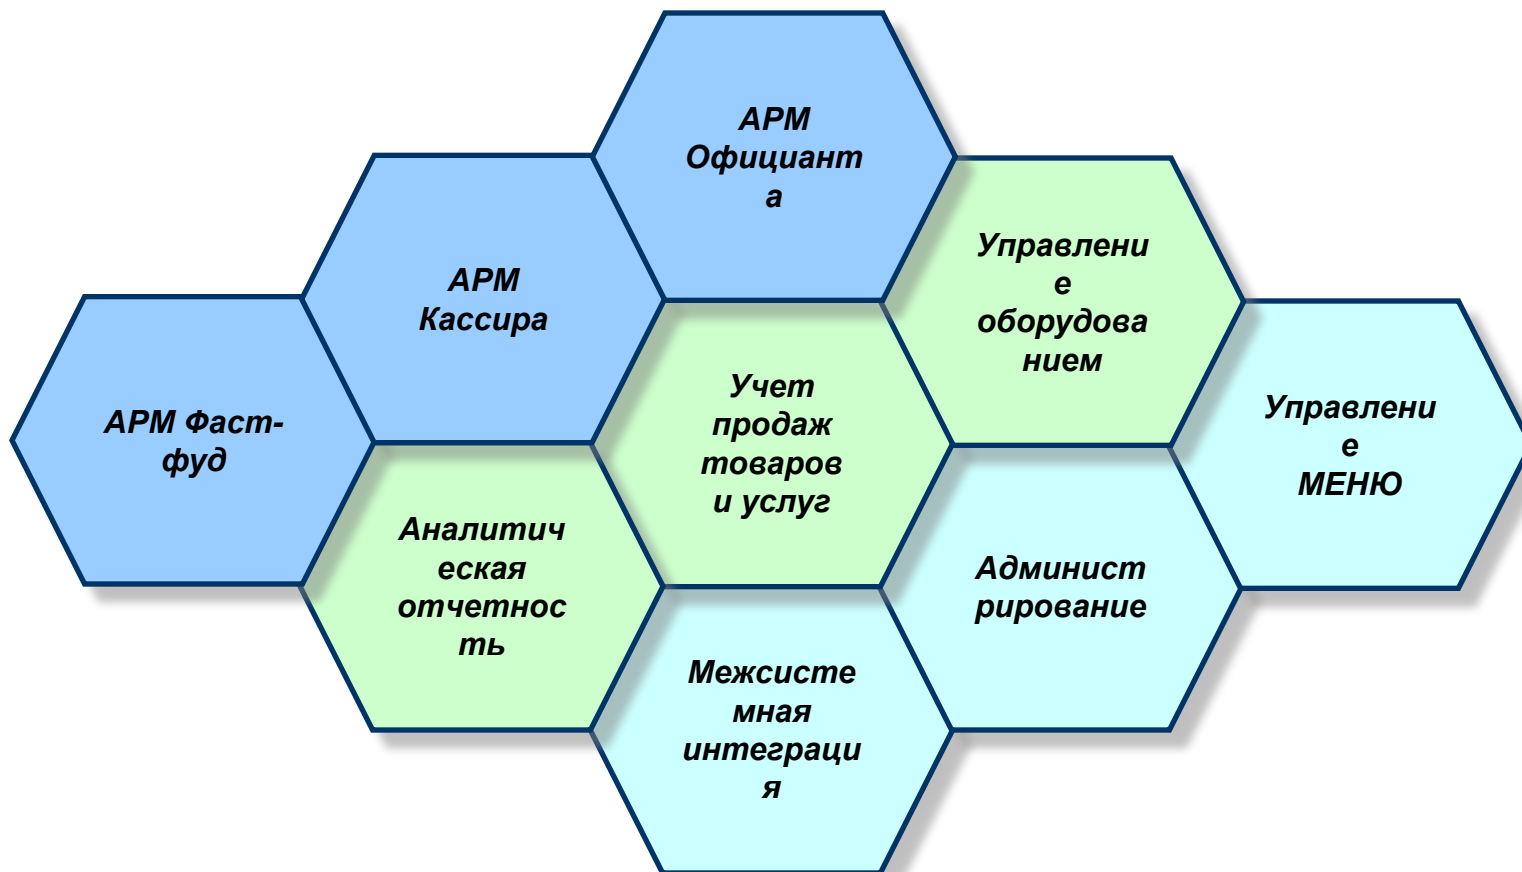 АРМ
Официант
а
АРМ
Кассира
Управлени
е
оборудова
нием
АРМ Фаст-
фуд
Учет
продаж
товаров
и услуг
Управлени
е
МЕНЮ
Аналитич
еская
отчетнос
ть
Админист
рирование
Межсисте
мная
интеграци
я